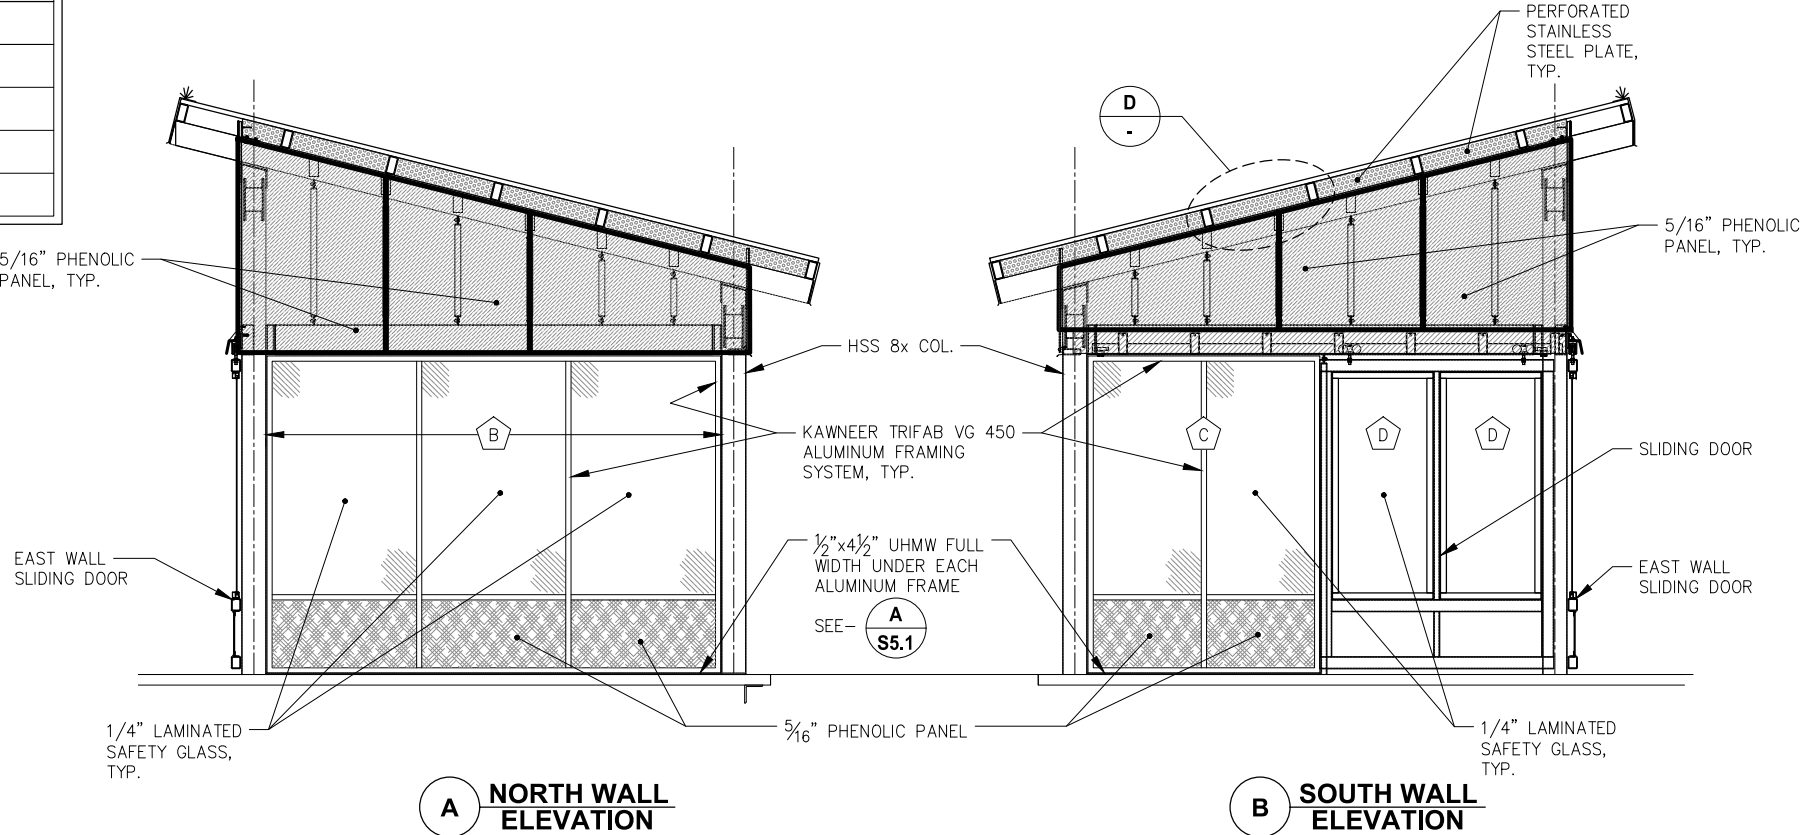 PERFORATED
STAINLESS
STEEL PLATE,
TYP.
D
-
5/16” PHENOLIC
PANEL, TYP.
5/16” PHENOLIC
PANEL, TYP.
HSS 8x COL.
B
KAWNEER TRIFAB VG 450
ALUMINUM FRAMING
SYSTEM, TYP.
C
D
D
SLIDING DOOR
EAST WALL
SLIDING DOOR
½”x4½” UHMW FULL
WIDTH UNDER EACH
ALUMINUM FRAME
SEE-
A
S5.1
EAST WALL
SLIDING DOOR
1/4” LAMINATED
SAFETY GLASS,
TYP.
5⁄16” PHENOLIC PANEL
1/4” LAMINATED
SAFETY GLASS,
TYP.
A
NORTH WALL
ELEVATION
B
SOUTH WALL
ELEVATION